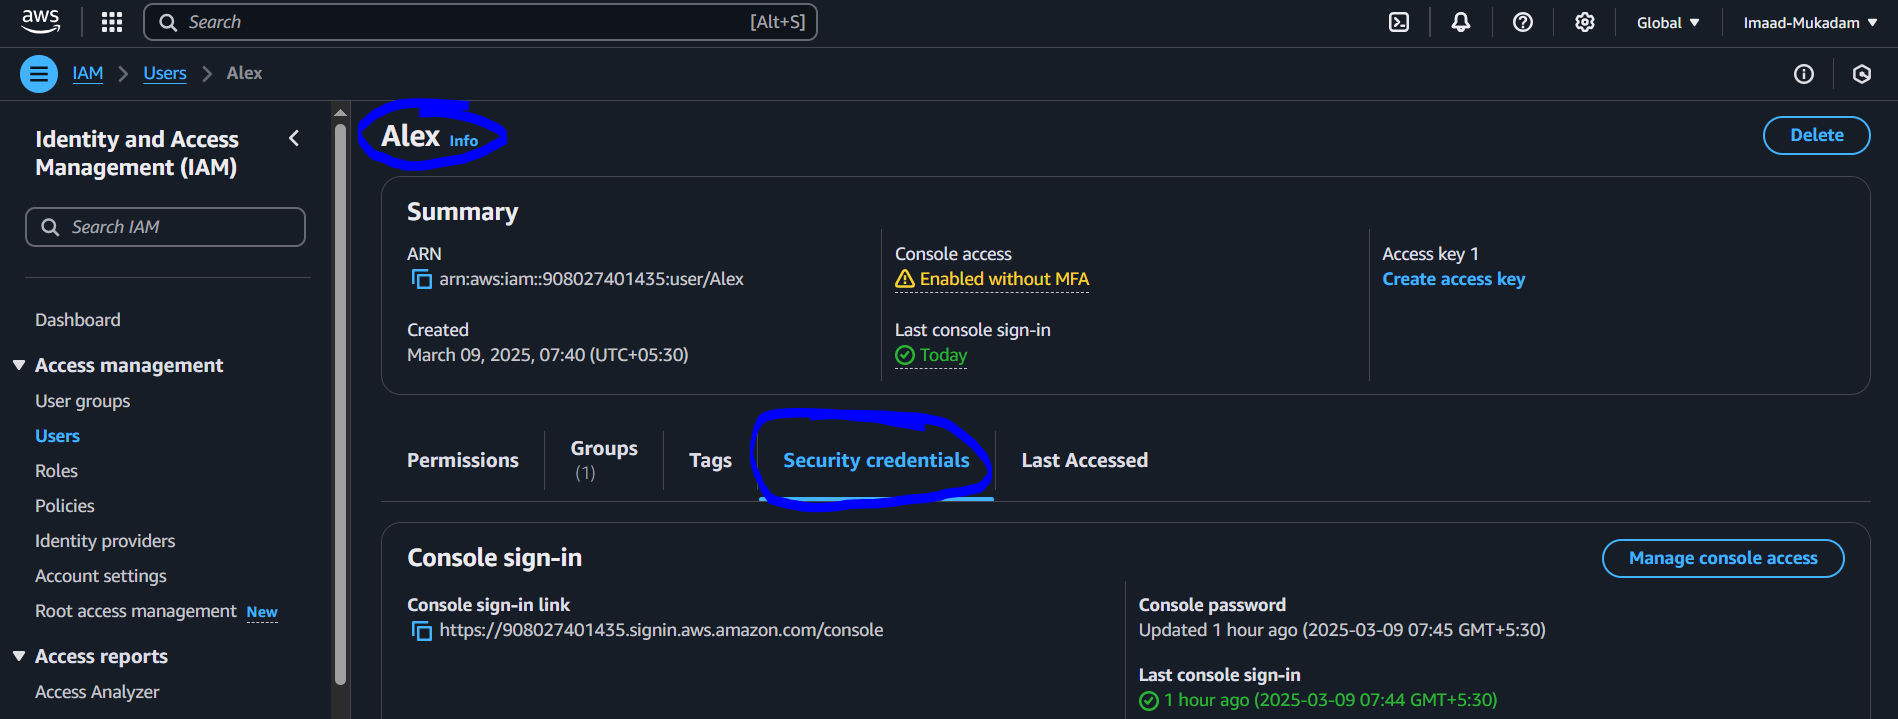 aws
Search [Alt+S]
Global Imaad-Mukadam
IAM Users Alex
Identity and Access
Management (IAM)
Search IAM
Dashboard
Access management
User groups
Users
Roles
Policies
Identity providers
Account settings
Root access management New
Access reports
Access Analyzer
Alex Info
Delete
Summary
ARN
arn:aws:iam::908027401435:user/Alex
Created
March 09, 2025, 07:40 (UTC+05:30)
Console access
Enabled without MFA
Last console sign-in
Today
Access key 1
Create access key
Permissions
Groups
(1)
Tags
Security credentials
Last Accessed
Console sign-in
Manage console access
Console sign-in link
https://908027401435.signin.aws.amazon.com/console
Console password
Updated 1 hour ago (2025-03-09 07:45 GMT+5:30)
Last console sign-in
1 hour ago (2025-03-09 07:44 GMT+5:30)